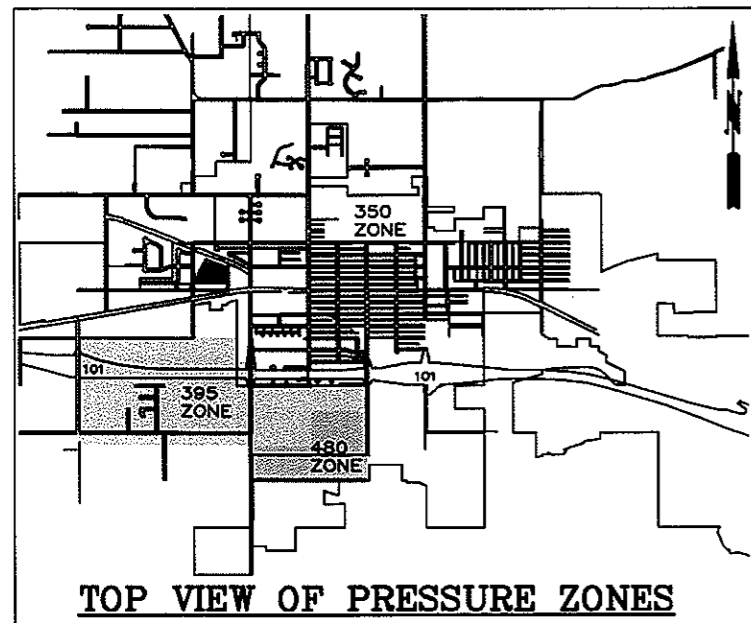 N
350
ZONE
101
395
ZONE
101
480
ZONE
TOP VIEW OF PRESSURE ZONES